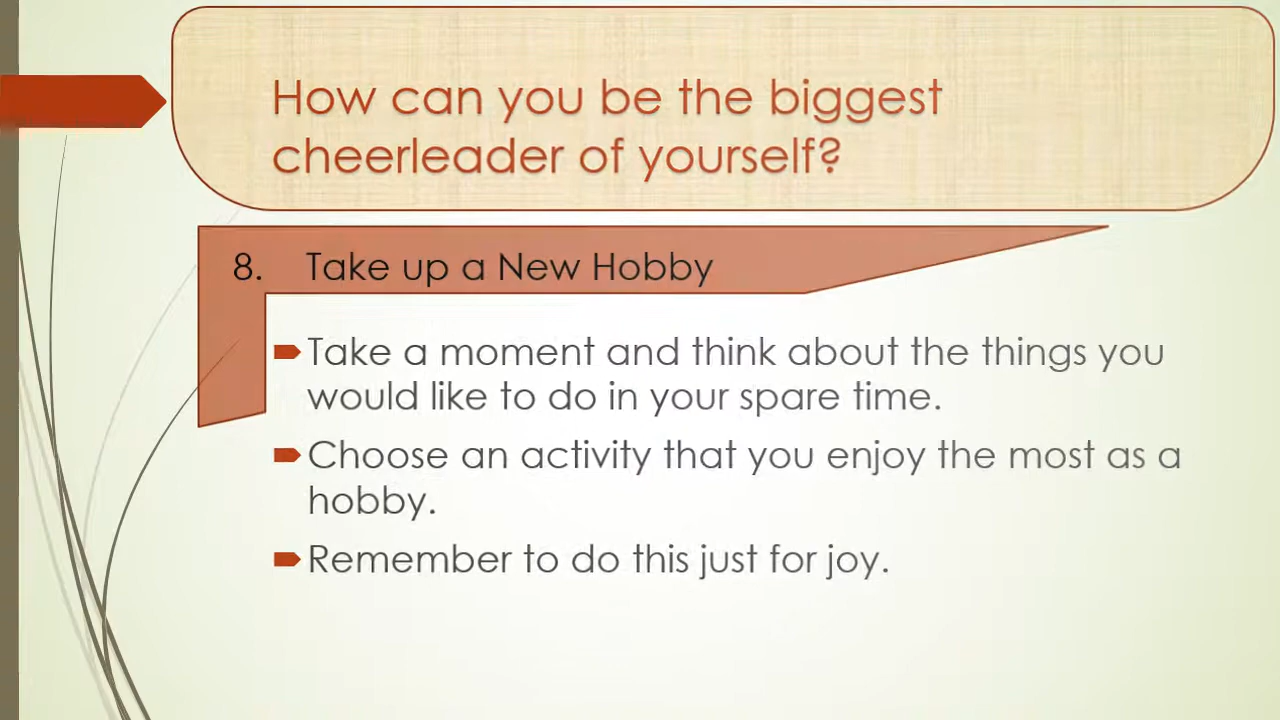 How can you be the biggest
cheerleader of yourself?
8. Take up a New Hobby
Take a moment and think about the things you
would like to do in your spare time.
Choose an activity that you enjoy the most as a
hobby.
Remember to do this just for joy.